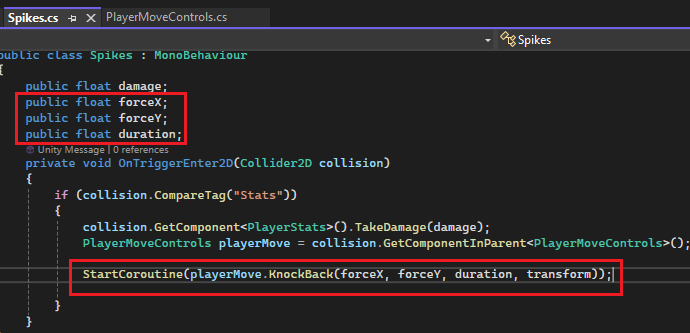 Spikes.cs
PlayerMoveControls.cs
Spikes
public class Spikes : MonoBehaviour
{
public float damage;
public float forceX;
public float forceY;
public float duration;
Unity Message | 0 references
private void OnTriggerEnter2D(Collider2D collision)
{
if (collision.CompareTag("Stats"))
{
collision.GetComponent<PlayerStats>().TakeDamage(damage);
PlayerMoveControls playerMove = collision.GetComponentInParent<PlayerMoveControls>();
StartCoroutine(playerMove.KnockBack(forceX, forceY, duration, transform));
}
}